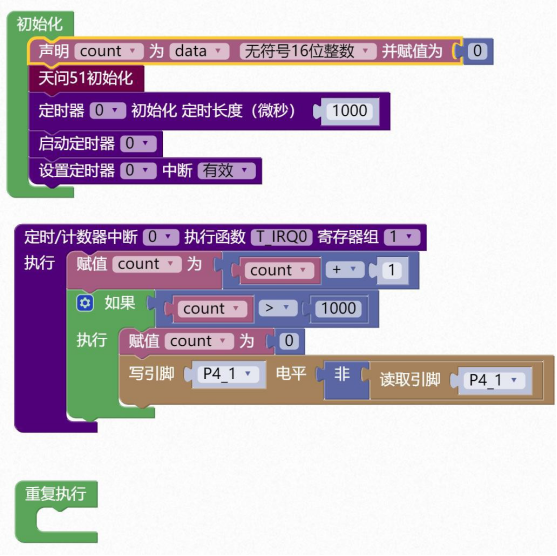 初始化
声明 count 为 data 无符号16位整数 并赋值为 0
天问51初始化
定时器 0 初始化 定时长度（微秒） 1000
启动定时器 0
设置定时器 0 中断 有效
定时/计数器中断 0 执行函数 T_IRQ0 寄存器组 1
执行 赋值 count 为 count + 1
如果 count > 1000
执行 赋值 count 为 0
写引脚 P4_1 电平 非 读取引脚 P4_1
重复执行